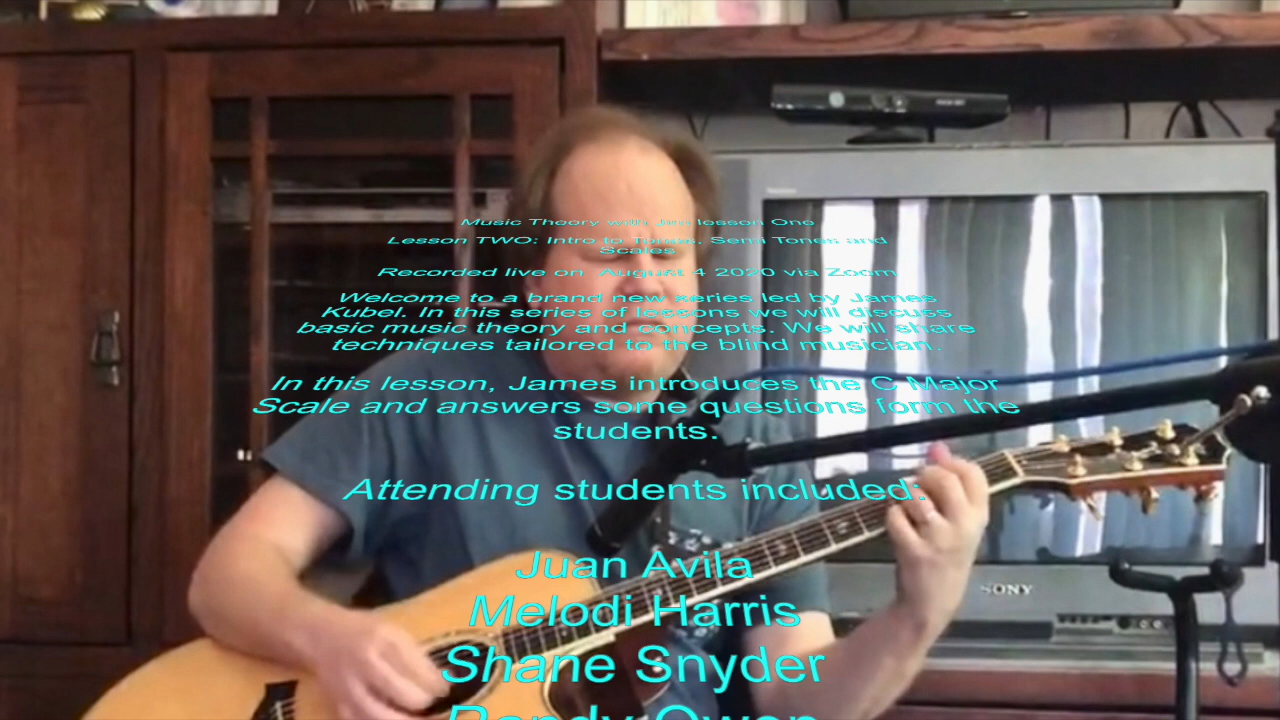 Music Theory with Jim lesson One
Lesson TWO: Intro to Tones, Semi Tones and
Scales
Recorded live on August 4 2020 via Zoom
Welcome to a brand new series led by James
Kubel. In this series of lessons we will discuss
basic music theory and concepts. We will share
techniques tailored to the blind musician.
In this lesson, James introduces the C Major
Scale and answers some questions form the
students.
Attending students included:
Juan Avila
Melodi Harris
Shane Snyder
Randy Owen
SONY